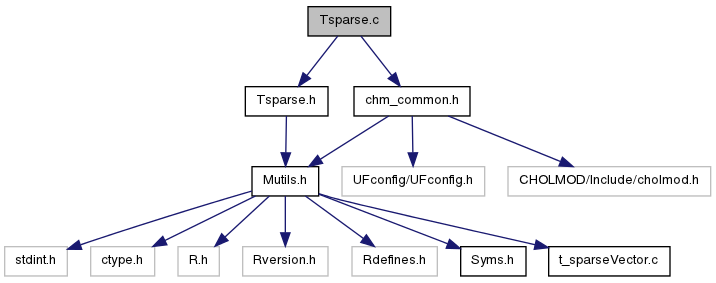 Tsparse.c
Tsparse.h
chm_common.h
Mutils.h
UFconfig/UFconfig.h
CHOLMOD/Include/cholmod.h
stdint.h
ctype.h
R.h
Rversion.h
Rdefines.h
Syms.h
t_sparseVector.c